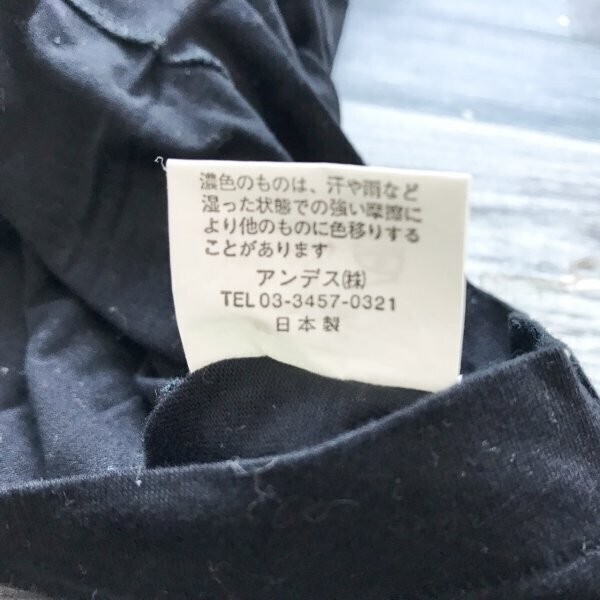 濃色のものは、汗や雨など
湿った状態での強い摩擦に
より他のものに色移りする
ことがあります
アンデス㈱
TEL 03-3457-0321
日本製